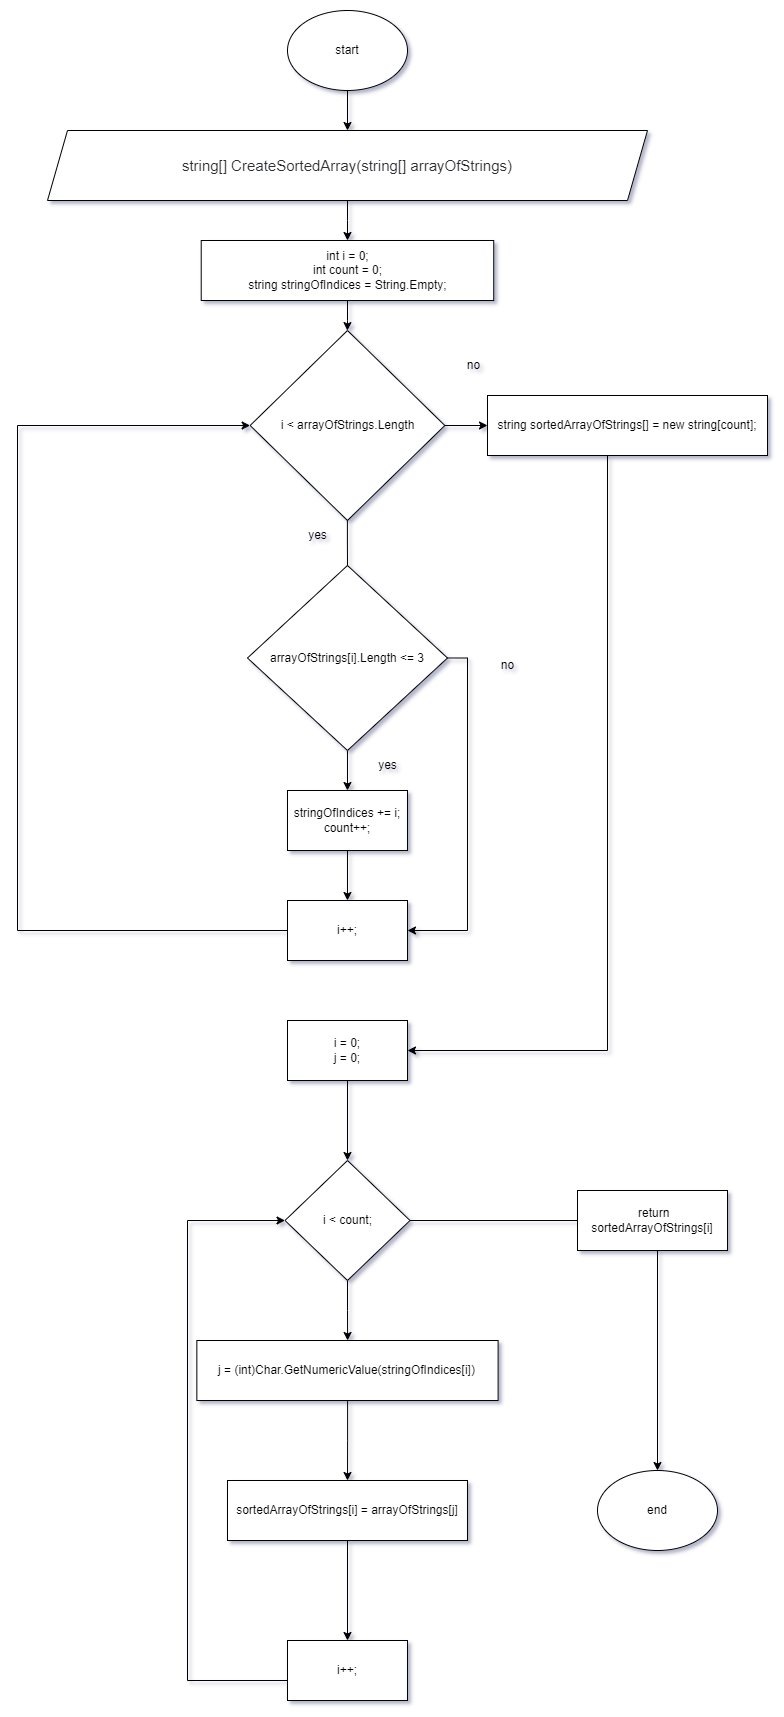 start
string[] CreateSortedArray(string[] arrayOfStrings)
int i = 0;
int count = 0;
string stringOfIndices = String.Empty;
no
i < arrayOfStrings.Length
string sortedArrayOfStrings[] = new string[count];
yes
arrayOfStrings[i].Length <= 3
no
yes
stringOfIndices += i;
count++;
i++;
i = 0;
j = 0;
i < count;
return
sortedArrayOfStrings[i]
j = (int)Char.GetNumericValue(stringOfIndices[i])
sortedArrayOfStrings[i] = arrayOfStrings[j]
end
i++;